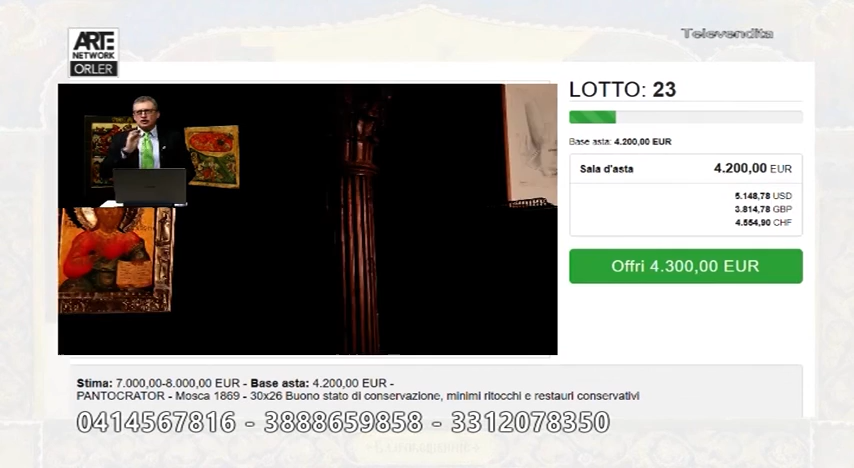 ARTE
NETWORK
ORLER
Televendita
LOTTO: 23
Base asta: 4.200,00 EUR
Sala d'asta 4.200,00 EUR
5.148,78 USD
3.814,78 GBP
4.554,90 CHF
Offri 4.300,00 EUR
Stima: 7.000,00-8.000,00 EUR - Base asta: 4.200,00 EUR -
PANTOCRATOR - Mosca 1869 - 30x26 Buono stato di conservazione, minimi ritocchi e restauri conservativi
0414567816 - 3888659858 - 3312078350